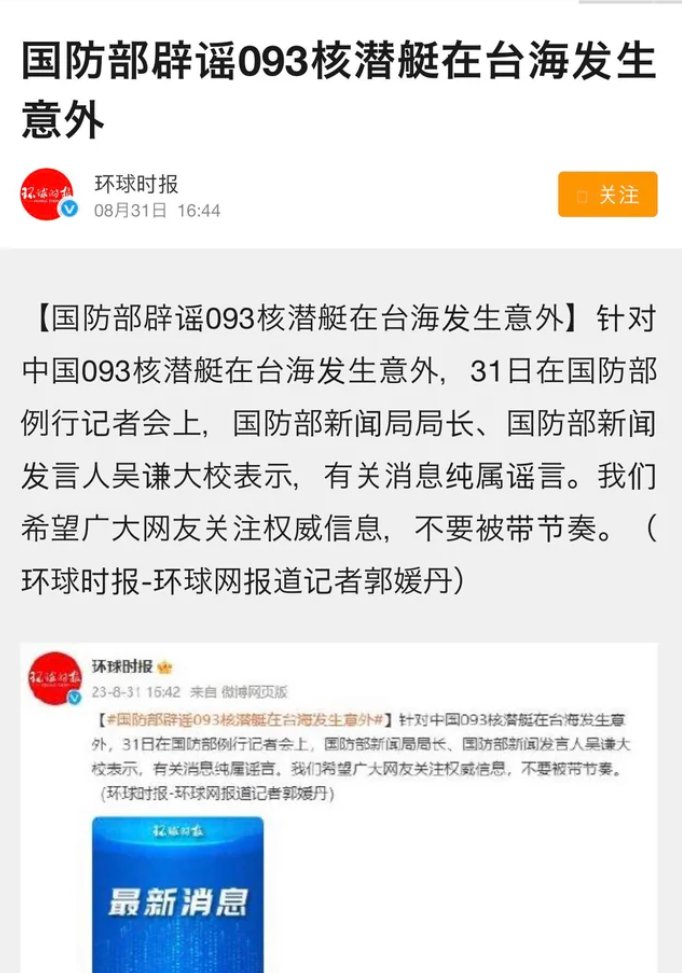 国防部辟谣093核潜艇在台海发生
意外
环球时报
环球时报
08月31日 16:44
关注
【国防部辟谣093核潜艇在台海发生意外】针对
中国093核潜艇在台海发生意外，31日在国防部
例行记者会上，国防部新闻局局长、国防部新闻
发言人吴谦大校表示，有关消息纯属谣言。我们
希望广大网友关注权威信息，不要被带节奏。（
环球时报-环球网报道记者郭媛丹）
环球时报
环球时报
23-8-31 16:42 来自 微博网页版
【#国防部辟谣093核潜艇在台海发生意外#】针对中国093核潜艇在台海发生意
外，31日在国防部例行记者会上，国防部新闻局局长、国防部新闻发言人吴谦大
校表示，有关消息纯属谣言。我们希望广大网友关注权威信息，不要被带节奏。
（环球时报-环球网报道记者郭媛丹）
环球时报
最新消息